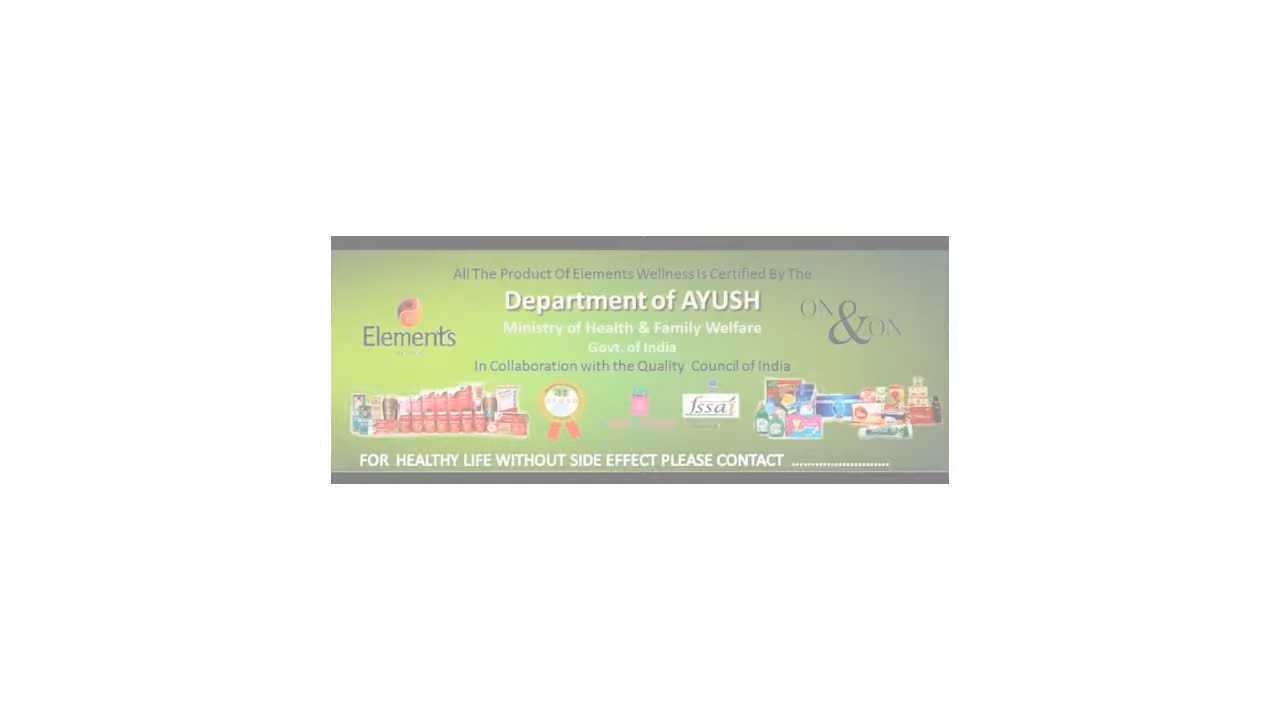 All The Product Of Elements Wellness Is Certified By The
Department of AYUSH
Ministry of Health & Family Welfare
Govt. of India
In Collaboration with the Quality Council of India
Elements
ON & ON
fssai
FOR HEALTHY LIFE WITHOUT SIDE EFFECT PLEASE CONTACT ........................